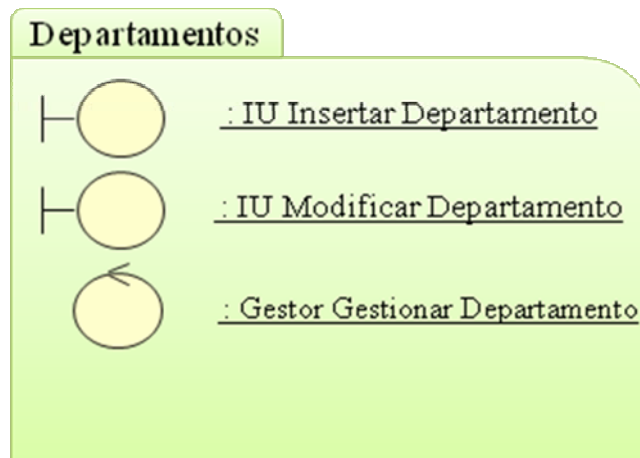 Departamentos
: IU Insertar Departamento
: IU Modificar Departamento
: Gestor Gestionar Departamento